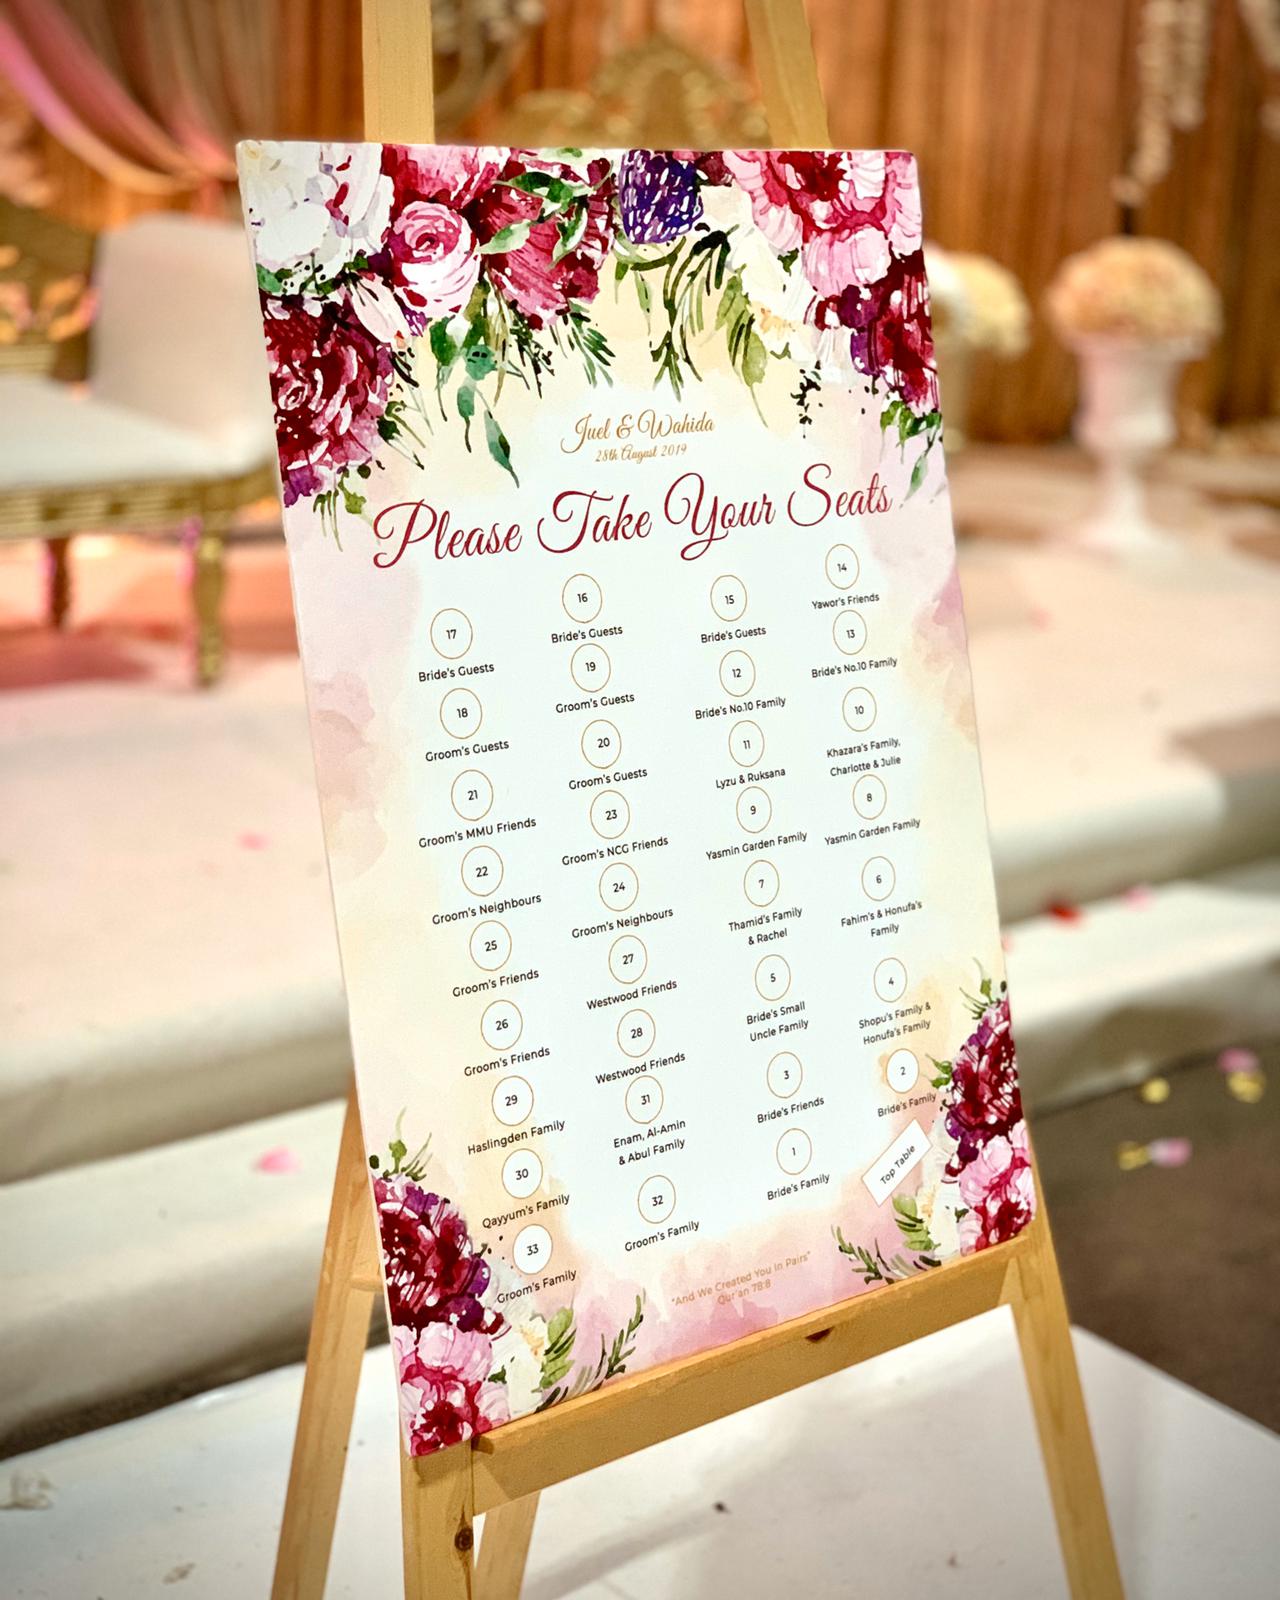 Juel & Wahida
28th August 2019
Please Take Your Seats
17
Bride's Guests
18
Groom's Guests
21
Groom's MMU Friends
22
Groom's Neighbours
25
Groom's Friends
26
Groom's Friends
29
Haslingden Family
30
Qayyum's Family
33
Groom's Family
16
Bride's Guests
19
Groom's Guests
20
Groom's Guests
23
Groom's NCG Friends
24
Groom's Neighbours
27
Westwood Friends
28
Westwood Friends
31
Enam, Al-Amin
& Abul Family
32
Groom's Family
15
Bride's Guests
12
Bride's No.10 Family
11
Lyzu & Ruksana
9
Yasmin Garden Family
7
Thamid's Family
& Rachel
5
Bride's Small
Uncle Family
3
Bride's Friends
1
Bride's Family
14
Yawor's Friends
13
Bride's No.10 Family
10
Khazara's Family,
Charlotte & Julie
8
Yasmin Garden Family
6
Fahim's & Honufa's
Family
4
Shopu's Family &
Honufa's Family
2
Bride's Family
Top Table
"And We Created You In Pairs"
Qur'an 78:8